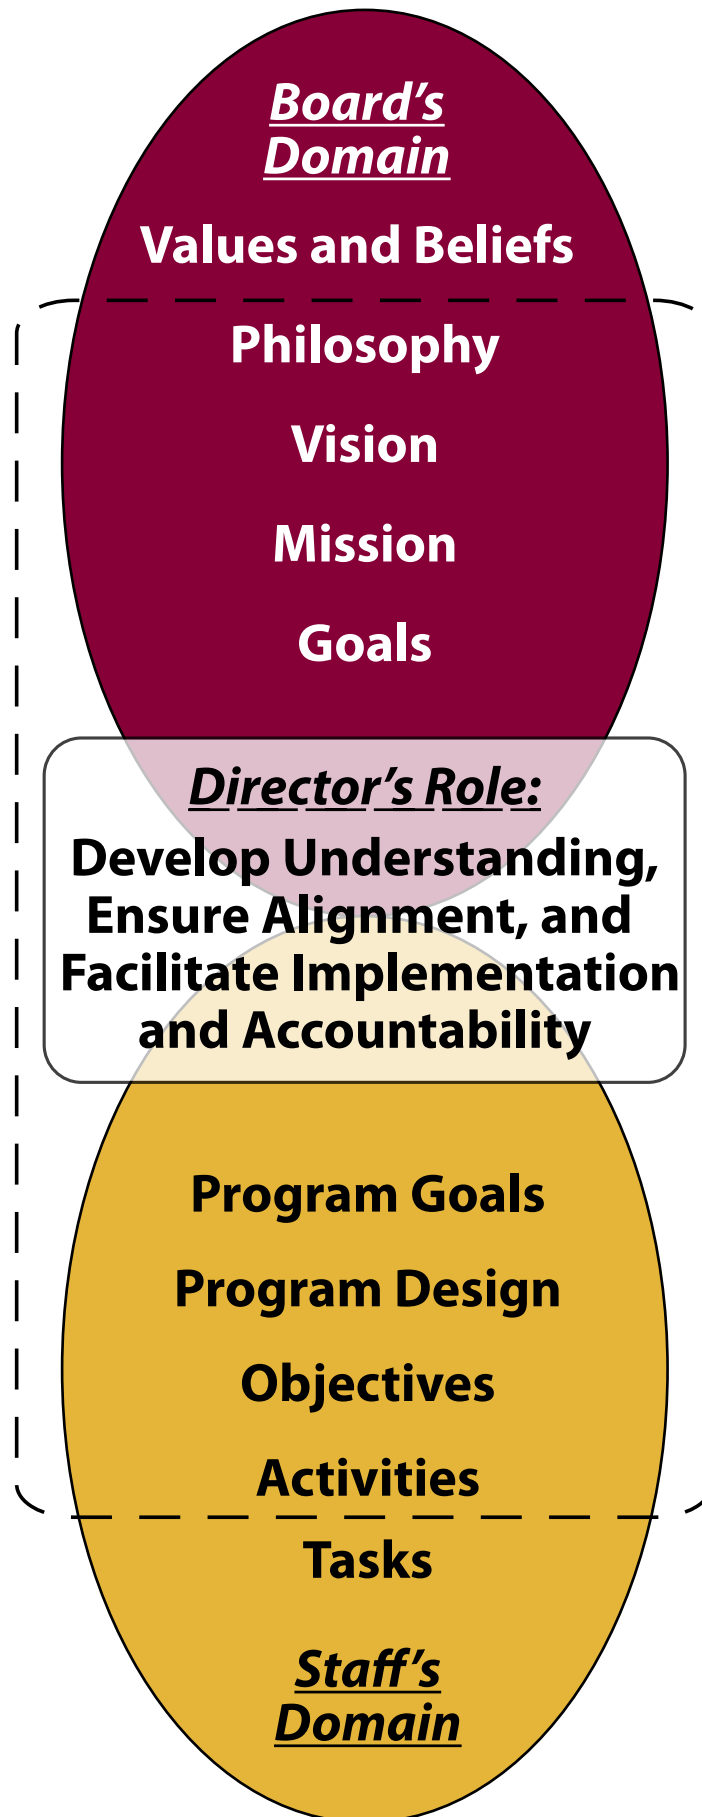 Board’s
Domain
Values and Beliefs
Philosophy
Vision
Mission
Goals
Director’s Role:
Develop Understanding,
Ensure Alignment, and
Facilitate Implementation
and Accountability
Program Goals
Program Design
Objectives
Activities
Tasks
Staff’s
Domain